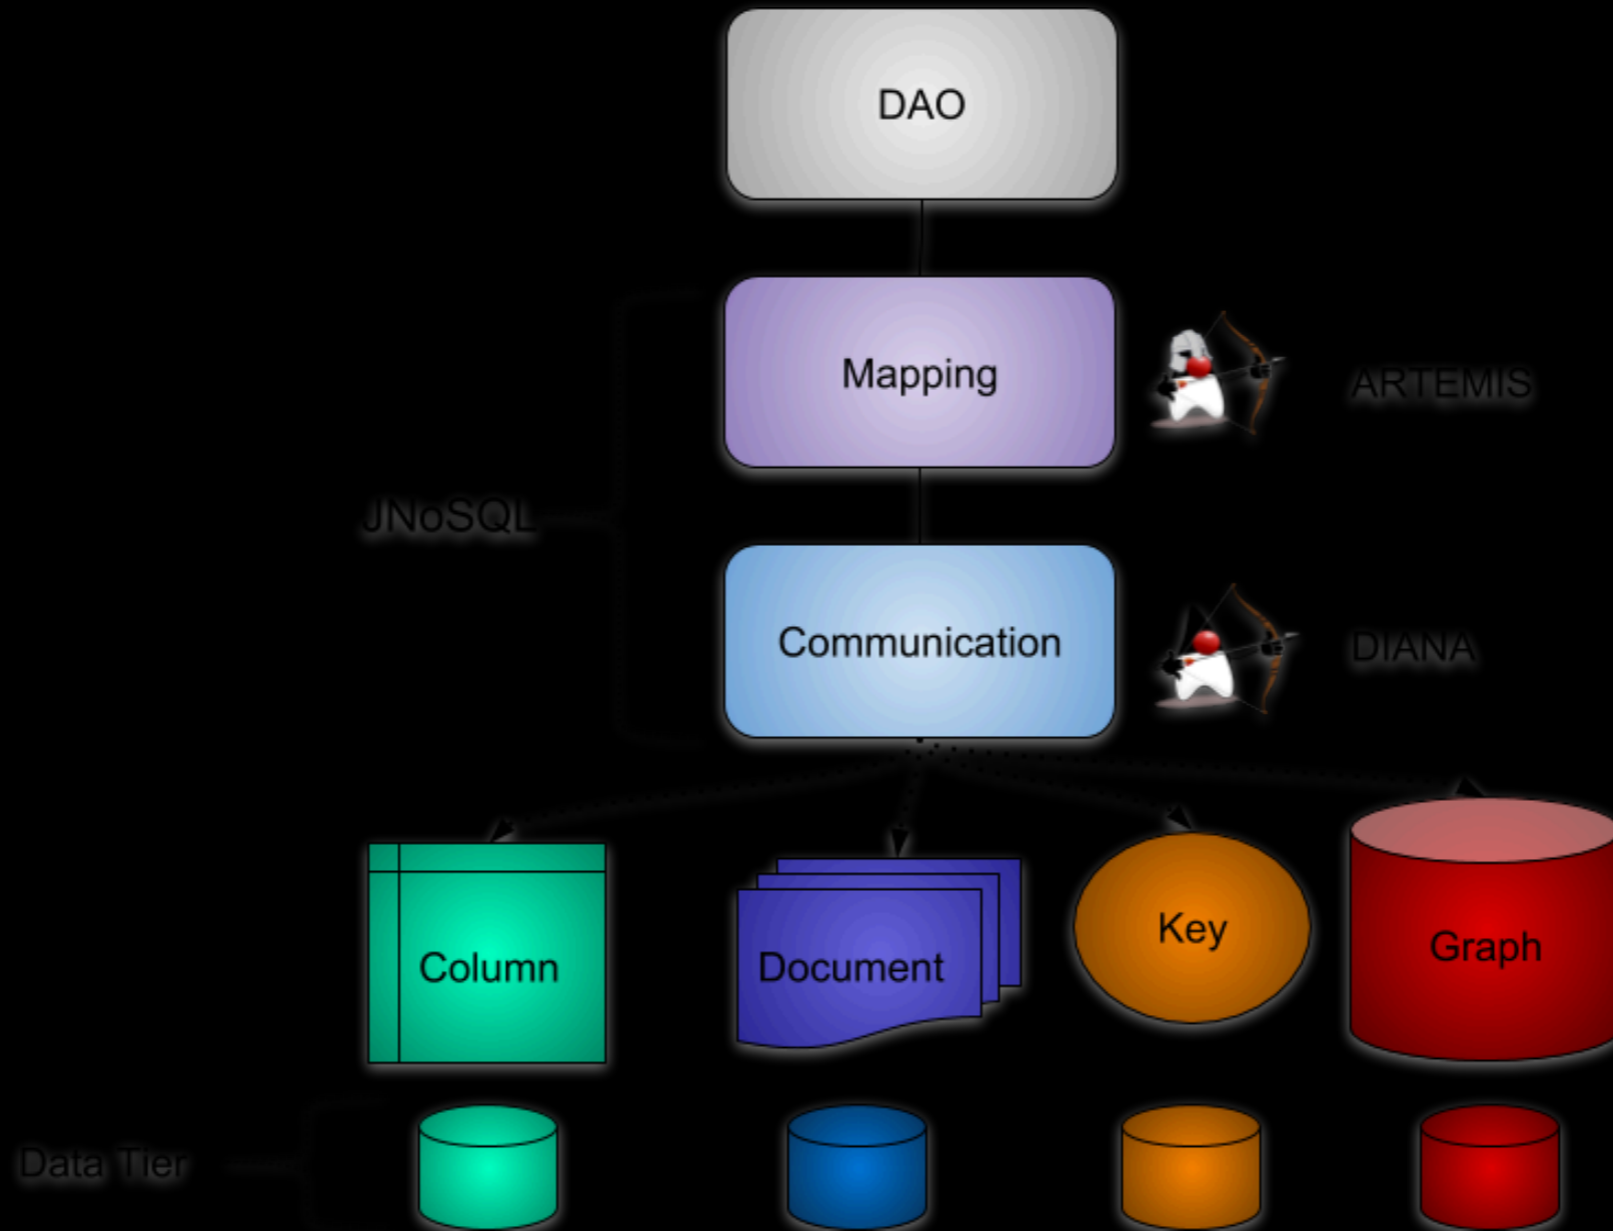 DAO
Mapping
ARTEMIS
JNoSQL
Communication
DIANA
Column
Document
Key
Graph
Data Tier